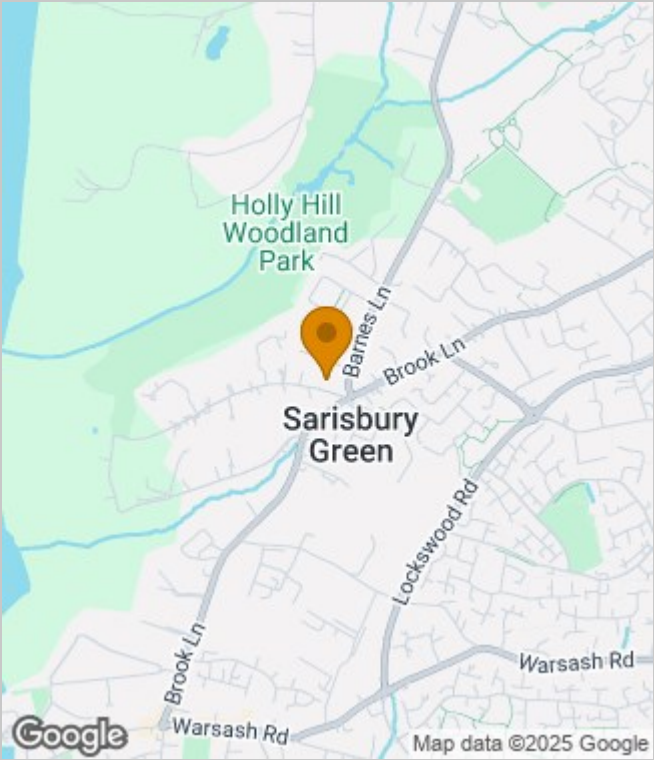 Holly Hill
Woodland
Park
Barnes Ln
Brook Ln
Sarisbury
Green
Lockswood Rd
Brook Ln
Warsash Rd
Warsash Rd
Google
Map data ©2025 Google